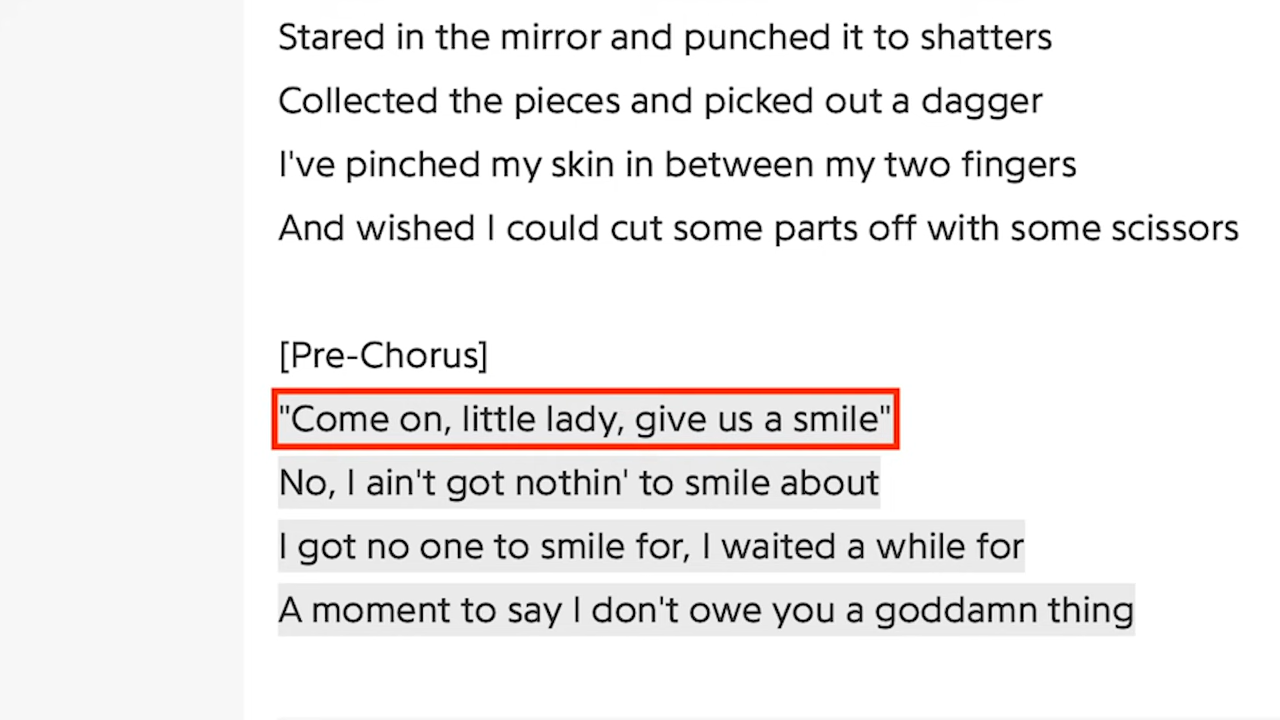 Stared in the mirror and punched it to shatters
Collected the pieces and picked out a dagger
I've pinched my skin in between my two fingers
And wished I could cut some parts off with some scissors
[Pre-Chorus]
"Come on, little lady, give us a smile"
No, I ain't got nothin' to smile about
I got no one to smile for, I waited a while for
A moment to say I don't owe you a goddamn thing